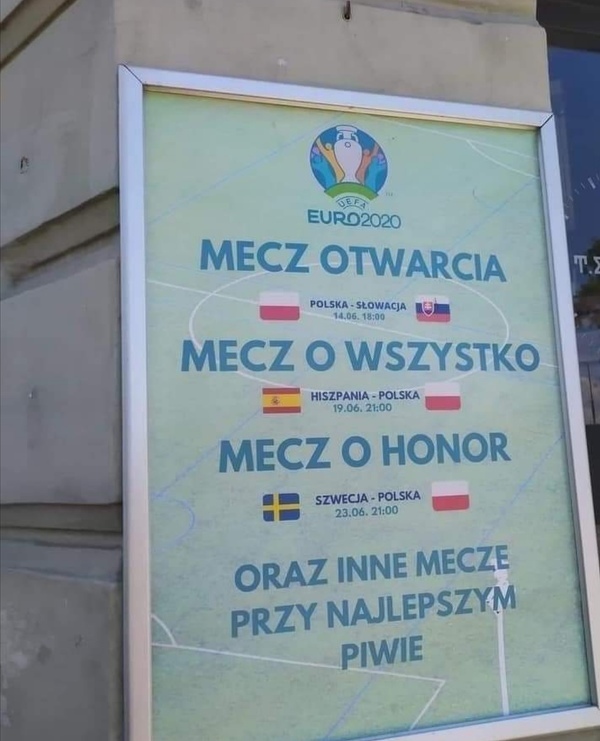 UEFA
EURO2020
MECZ OTWARCIA
POLSKA - SŁOWACJA
14.06. 18:00
MECZ O WSZYSTKO
HISZPANIA - POLSKA
19.06. 21:00
MECZ O HONOR
SZWECJA - POLSKA
23.06. 21:00
ORAZ INNE MECZE
PRZY NAJLEPSZYM
PIWIE